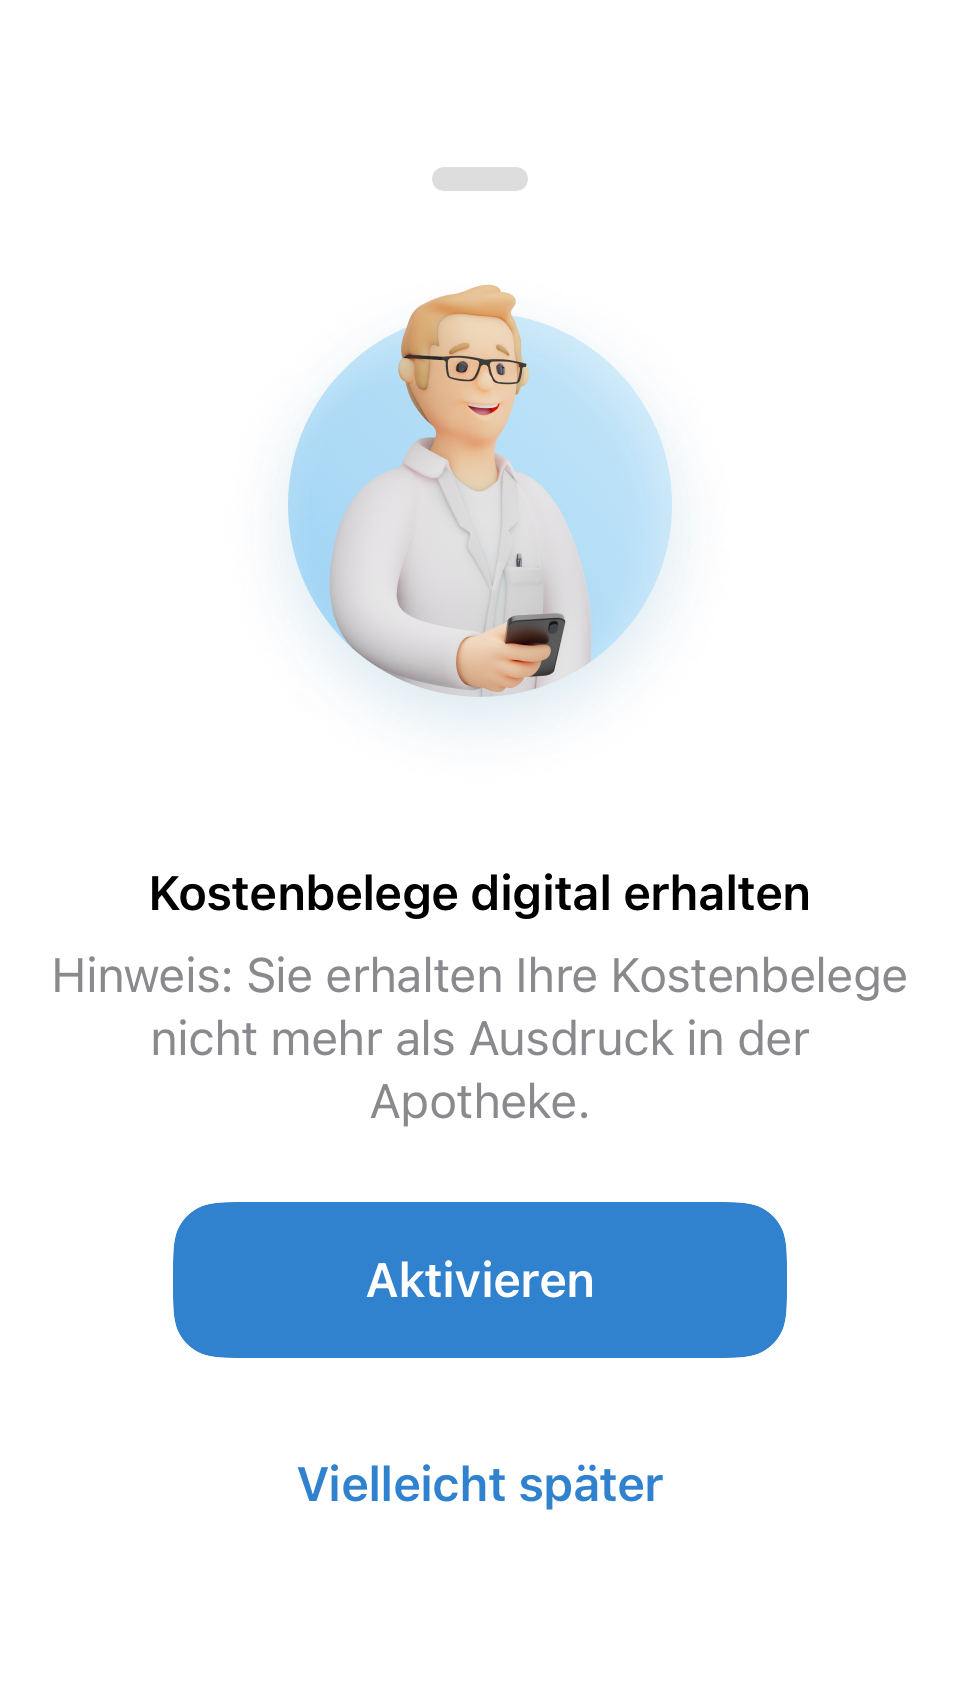 Kostenbelege digital erhalten
Hinweis: Sie erhalten Ihre Kostenbelege
nicht mehr als Ausdruck in der
Apotheke.
Aktivieren
Vielleicht später